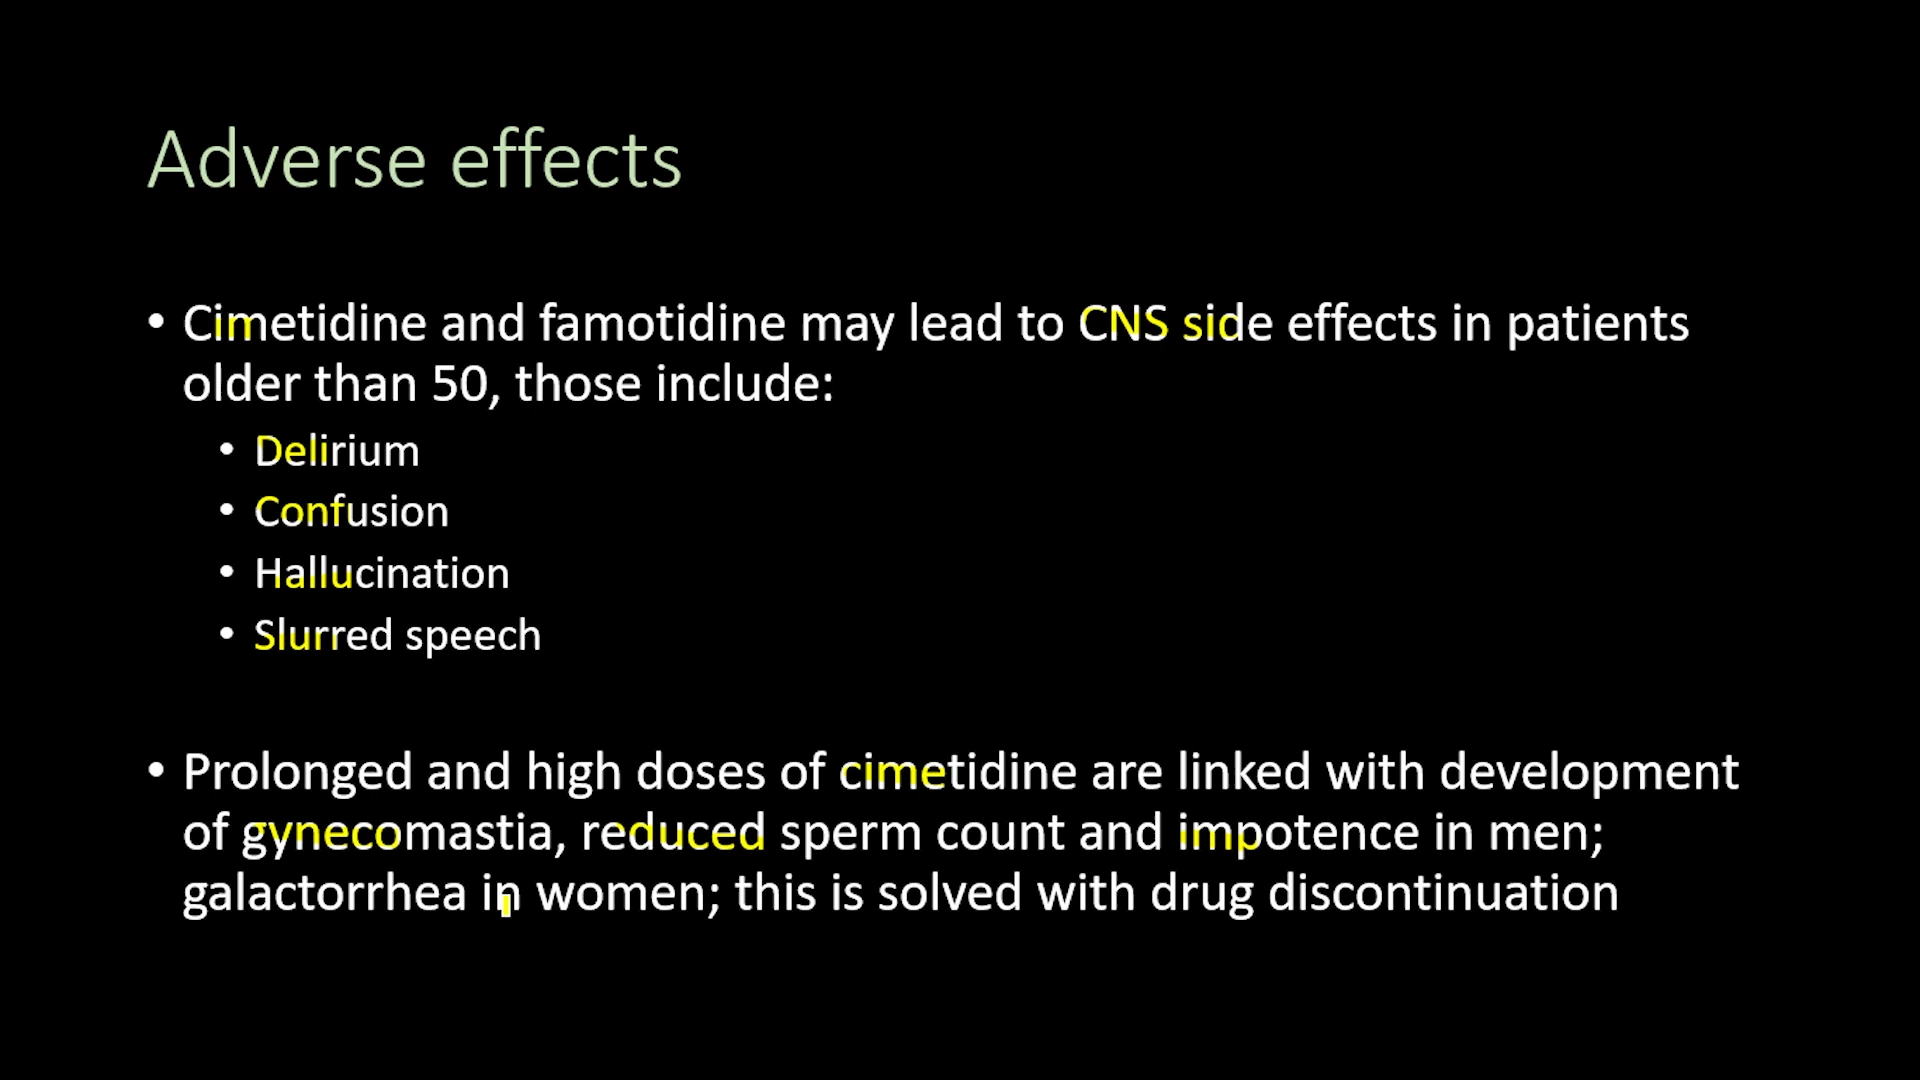 Adverse effects
• Cimetidine and famotidine may lead to CNS side effects in patients
older than 50, those include:
• Delirium
• Confusion
• Hallucination
• Slurred speech
• Prolonged and high doses of cimetidine are linked with development
of gynecomastia, reduced sperm count and impotence in men;
galactorrhea in women; this is solved with drug discontinuation